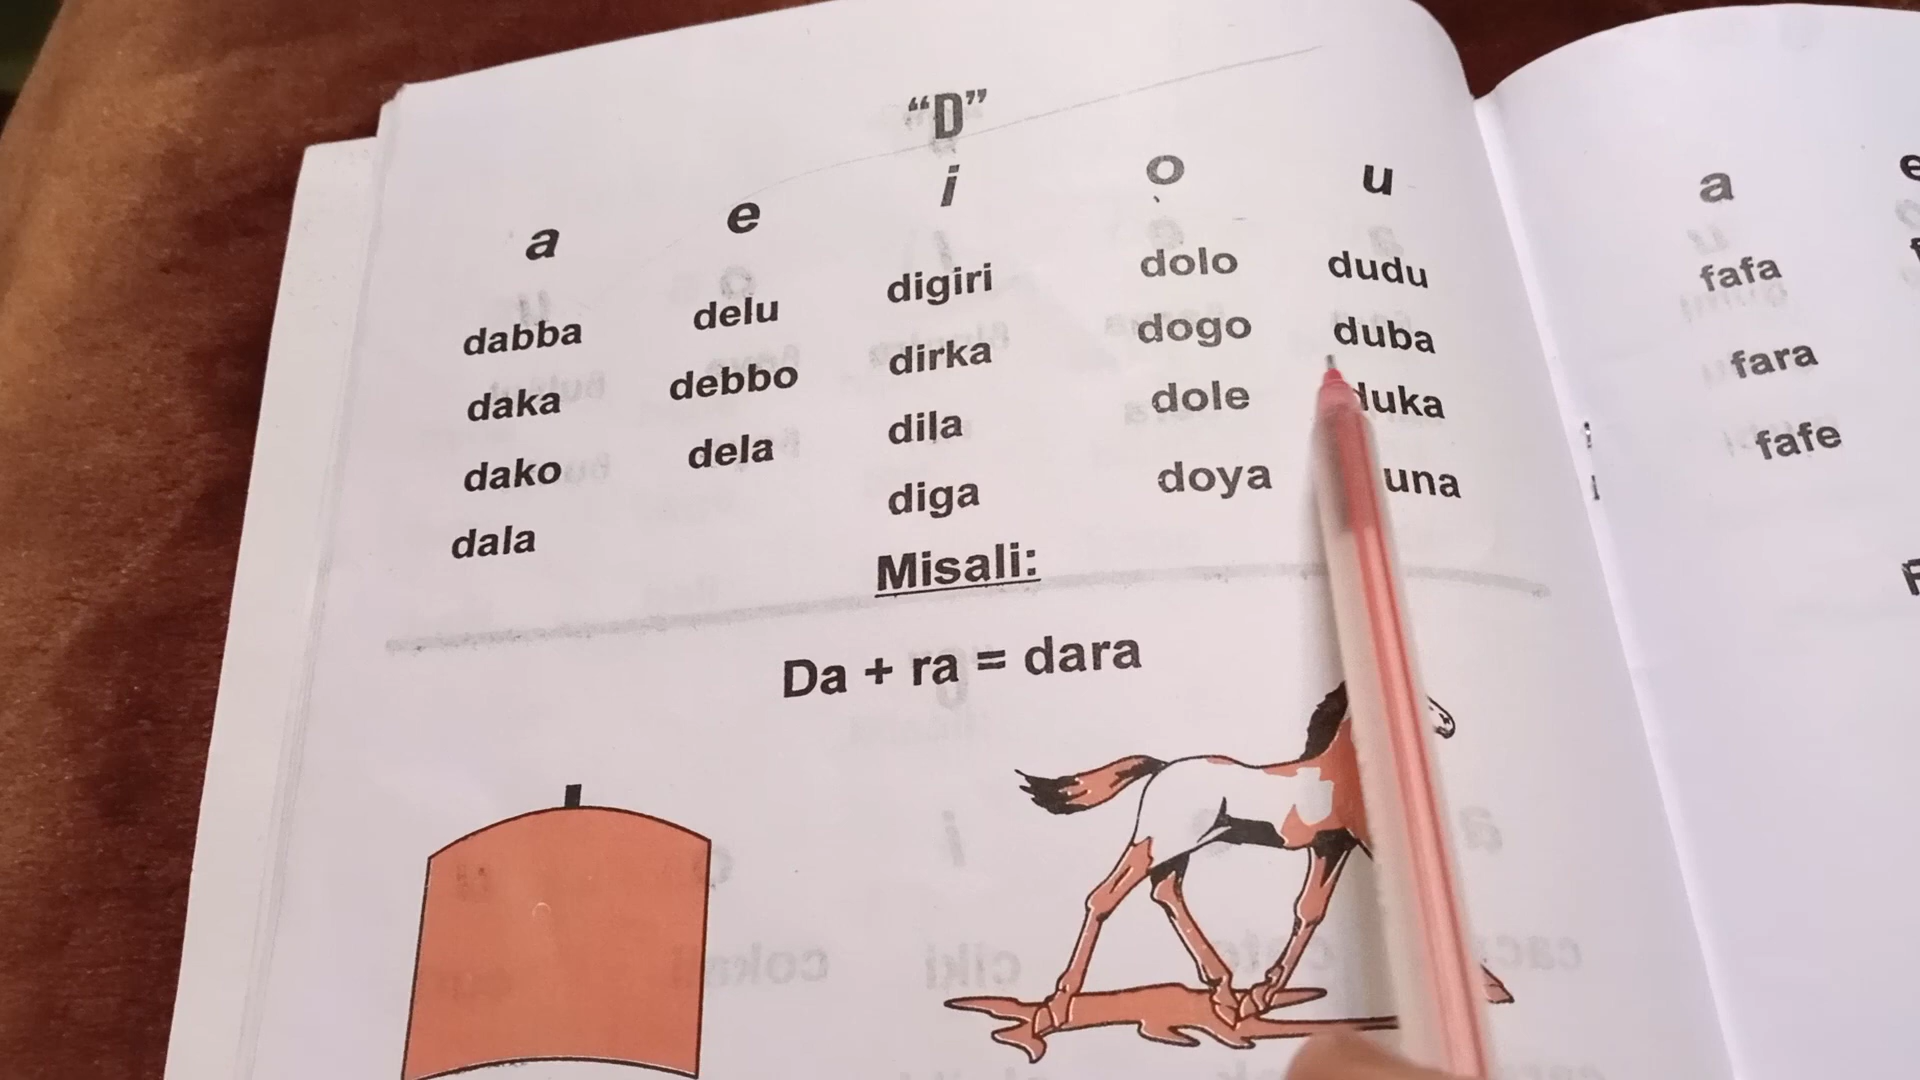 "D"
a e i o u
dabba delu digiri dolo dudu
daka debbo dirka dogo duba
dako dela dila dole
dala diga doya
Misali:
Da + ra = dara
a
fafa
fara
fafe